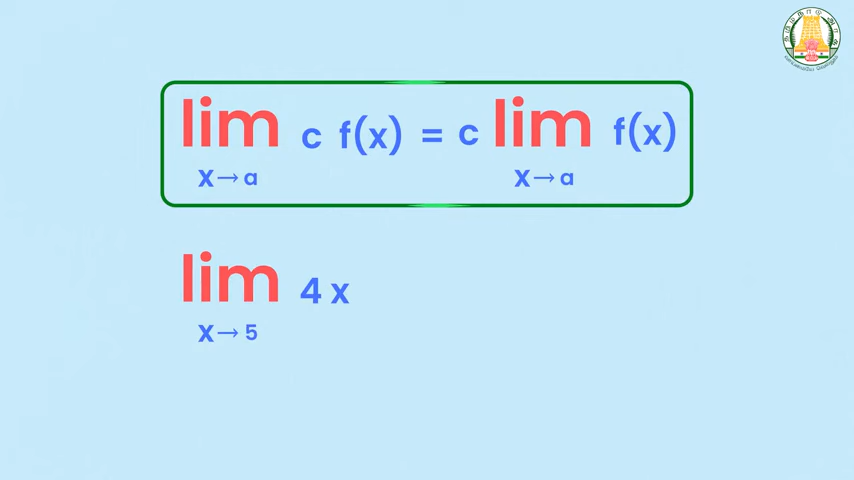 lim c f(x) = c lim f(x)
x→a x→a
lim 4 x
x→5